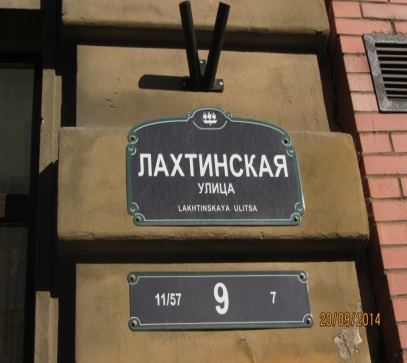 ЛАХТИНСКАЯ
УЛИЦА
LAKHTINSKAYA ULITSA
11/57 9 7
20/09/2014